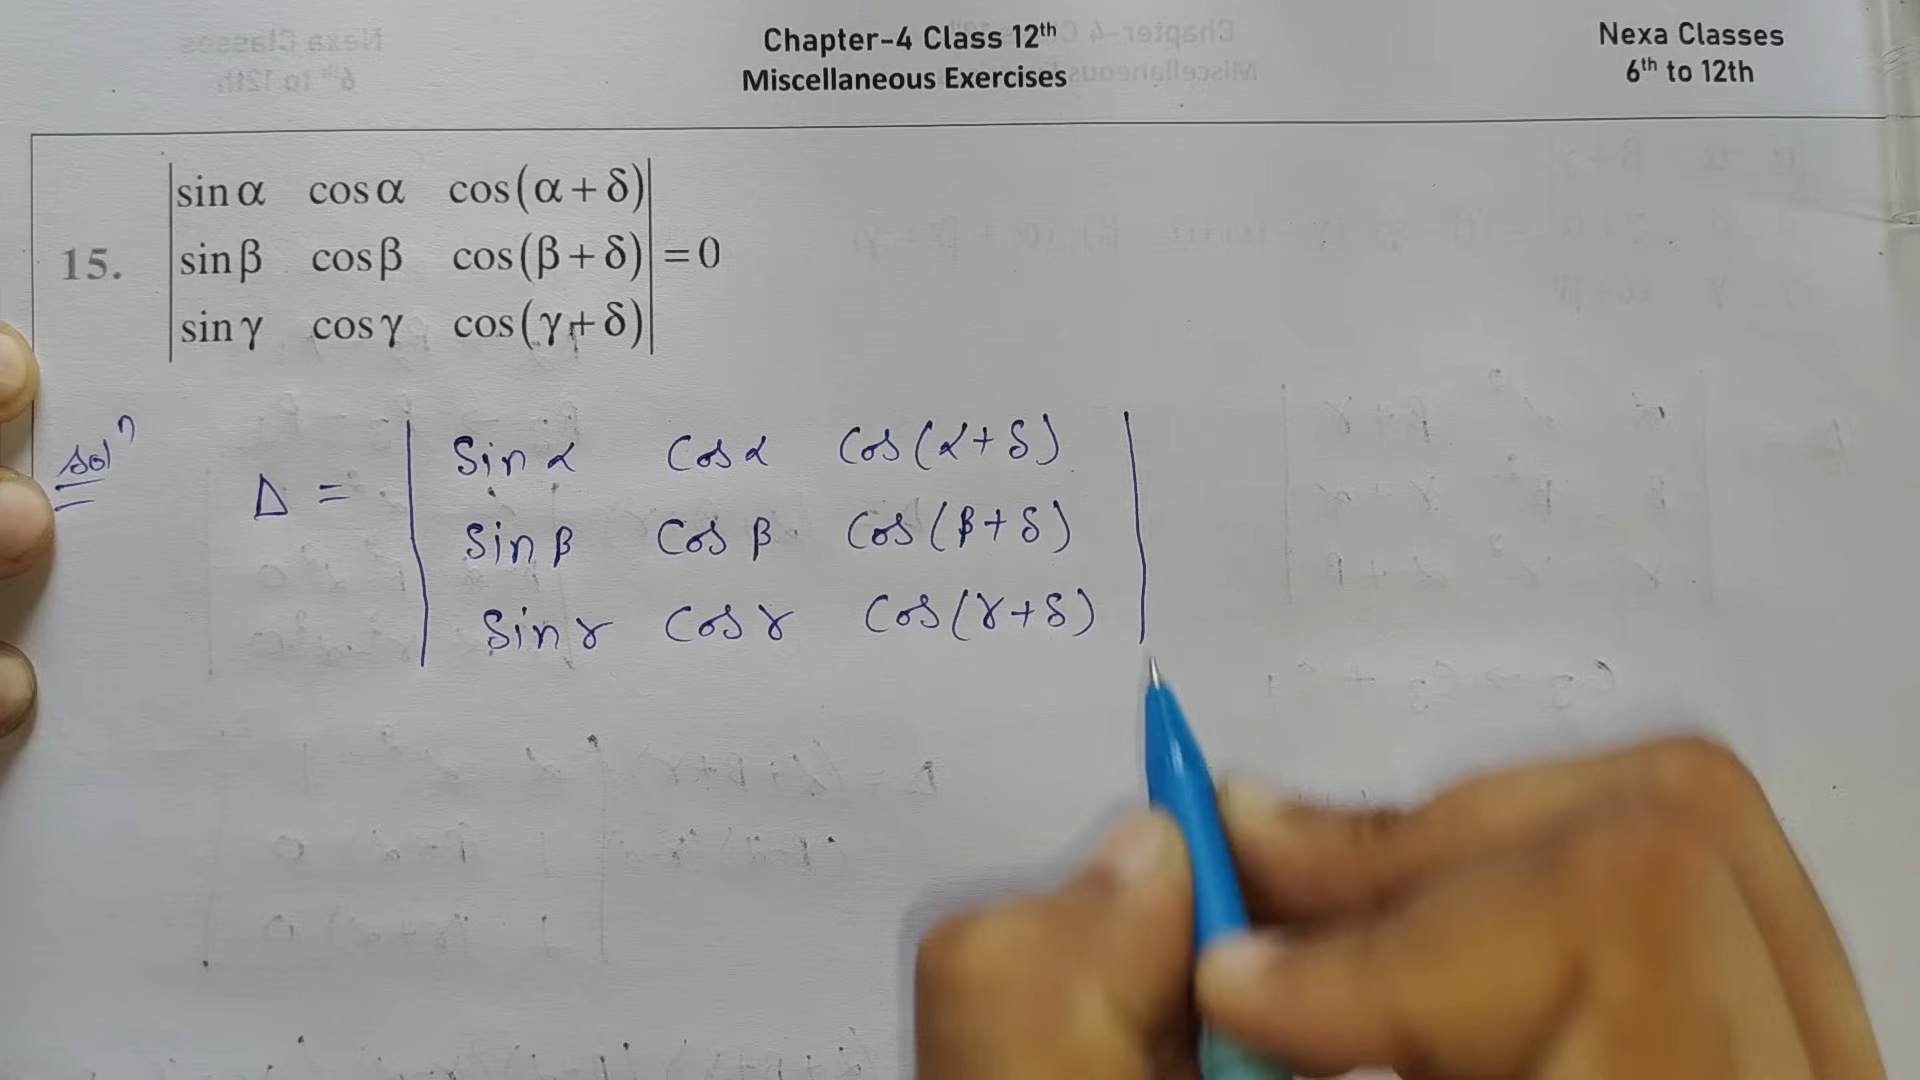 Chapter-4 Class 12th
Miscellaneous Exercises
Nexa Classes
6th to 12th
15.
sin α cos α cos(α + δ)
sin β cos β cos(β + δ) = 0
sin γ cos γ cos(γ + δ)
Solⁿ
Δ =
Sin α Cos α Cos(α + δ)
Sin β Cos β Cos(β + δ)
Sin γ Cos γ Cos(γ + δ)